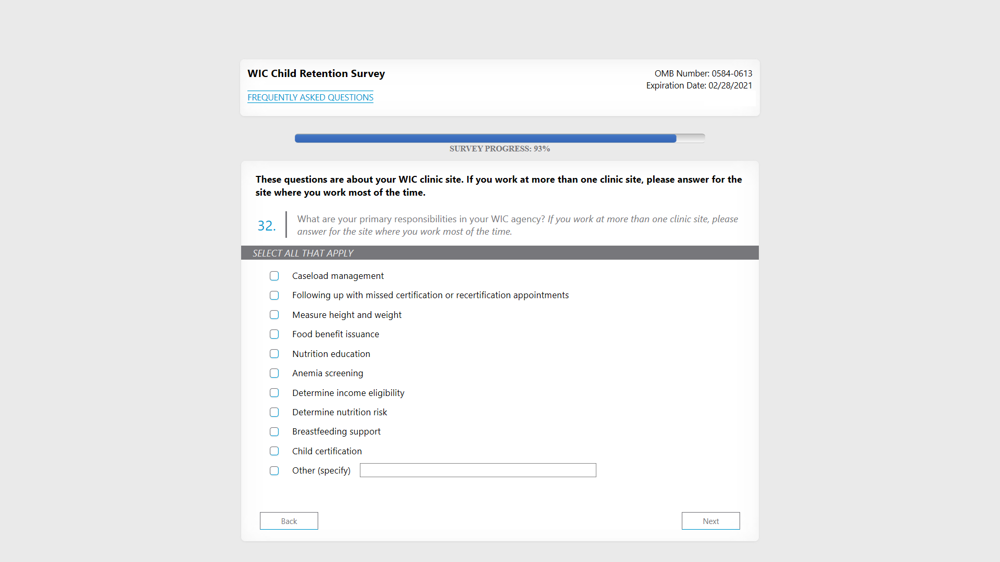 WIC Child Retention Survey
OMB Number: 0584-0613
Expiration Date: 02/28/2021
FREQUENTLY ASKED QUESTIONS
SURVEY PROGRESS: 93%
These questions are about your WIC clinic site. If you work at more than one clinic site, please answer for the
site where you work most of the time.
32.
What are your primary responsibilities in your WIC agency? If you work at more than one clinic site, please
answer for the site where you work most of the time.
SELECT ALL THAT APPLY
Caseload management
Following up with missed certification or recertification appointments
Measure height and weight
Food benefit issuance
Nutrition education
Anemia screening
Determine income eligibility
Determine nutrition risk
Breastfeeding support
Child certification
Other (specify)
Back
Next